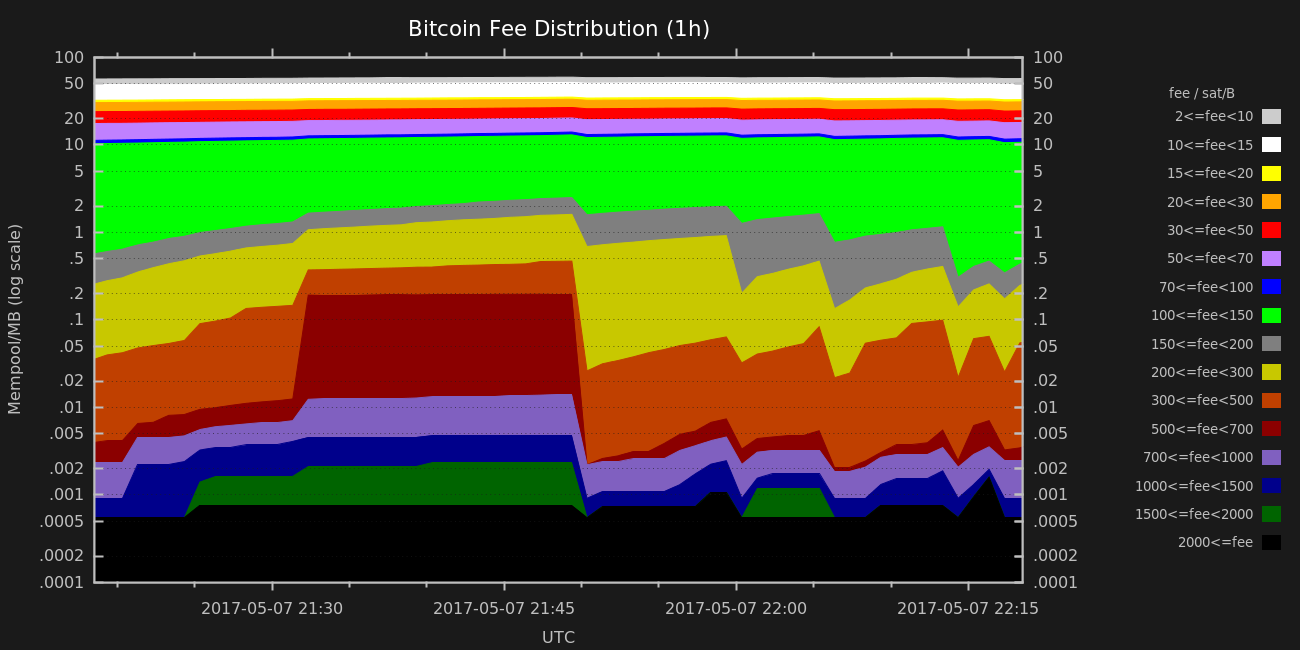 Bitcoin Fee Distribution (1h)
100 100
50 50
20 20
10 10
5 5
2 2
1 1
.5 .5
.2 .2
.1 .1
.05 .05
.02 .02
.01 .01
.005 .005
.002 .002
.001 .001
.0005 .0005
.0002 .0002
.0001 .0001
Mempool/MB (log scale)
2017-05-07 21:30 2017-05-07 21:45 2017-05-07 22:00 2017-05-07 22:15
UTC
fee / sat/B
2<=fee<10
10<=fee<15
15<=fee<20
20<=fee<30
30<=fee<50
50<=fee<70
70<=fee<100
100<=fee<150
150<=fee<200
200<=fee<300
300<=fee<500
500<=fee<700
700<=fee<1000
1000<=fee<1500
1500<=fee<2000
2000<=fee